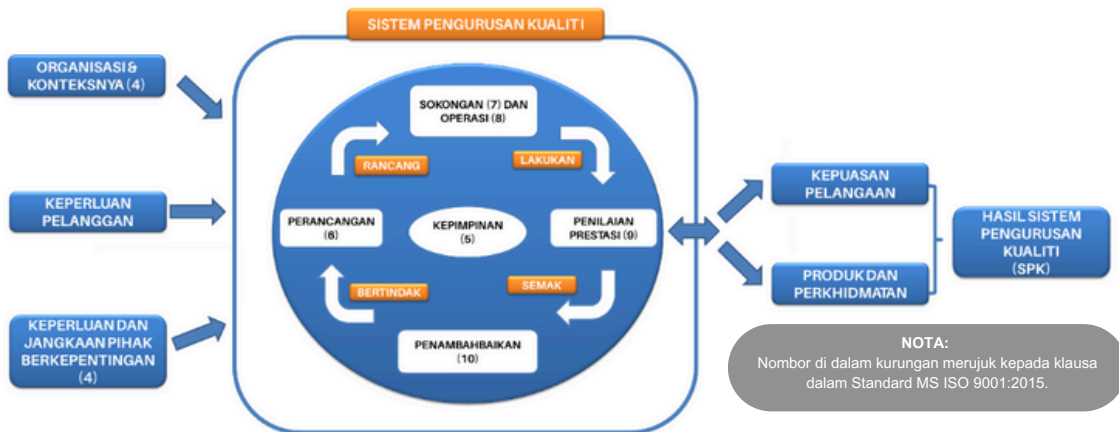 SISTEM PENGURUSAN KUALITI
ORGANISASI &
KONTEKSNYA (4)
KEPERLUAN
PELANGGAN
KEPERLUAN DAN
JANGKAAN PIHAK
BERKEPENTINGAN
(4)
SOKONGAN (7) DAN
OPERASI (8)
RANCANG
LAKUKAN
PERANCANGAN
(6)
KEPIMPINAN
(5)
PENILAIAN
PRESTASI (9)
BERTINDAK
SEMAK
PENAMBAHBAIKAN
(10)
KEPUASAN
PELANGAAN
PRODUK DAN
PERKHIDMATAN
HASIL SISTEM
PENGURUSAN
KUALITI
(SPK)
NOTA:
Nombor di dalam kurungan merujuk kepada klausa
dalam Standard MS ISO 9001:2015.